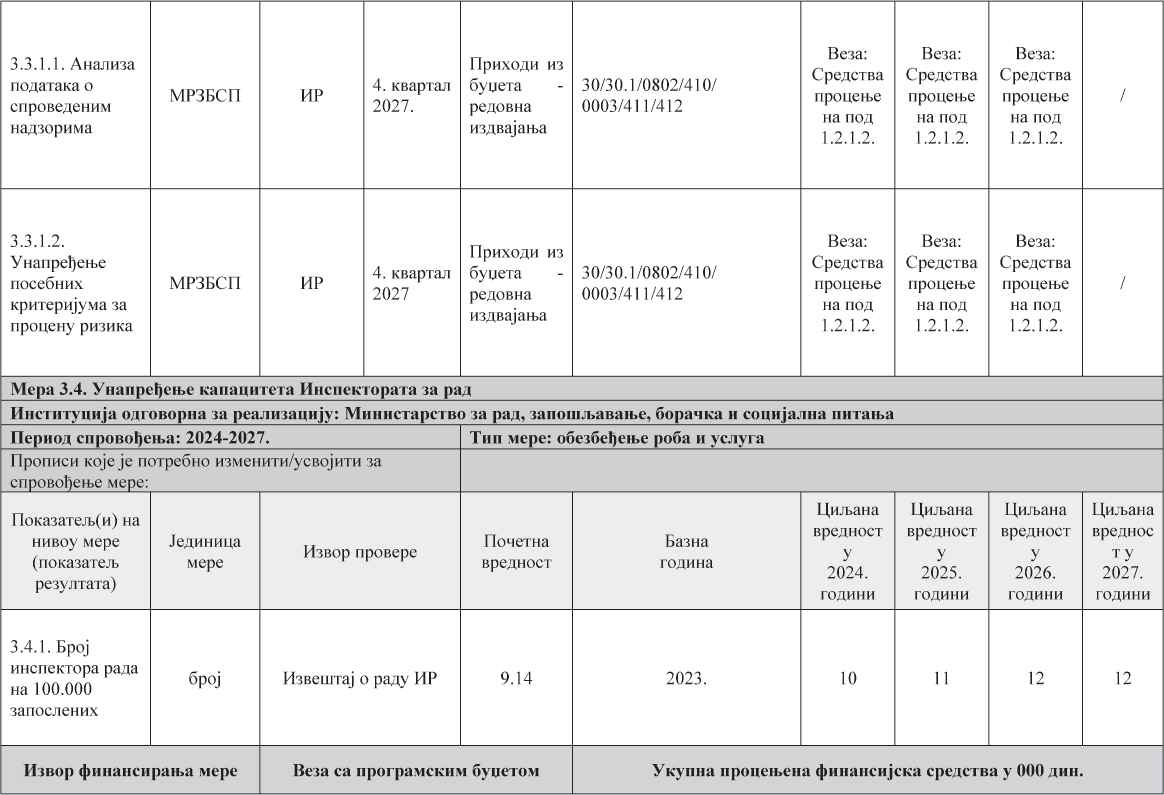 3.3.1.1. Анализа
података о
спроведеним
надзорима
МРЗБСП
ИР
4. квартал
2027.
Приходи из
буџета -
редовна
издвајања
30/30.1/0802/410/
0003/411/412
Веза:
Средства
процење
на под
1.2.1.2.
Веза:
Средства
процење
на под
1.2.1.2.
Веза:
Средства
процење
на под
1.2.1.2.
/
3.3.1.2.
Унапређење
посебних
критеријума за
процену ризика
МРЗБСП
ИР
4. квартал
2027
Приходи из
буџета -
редовна
издвајања
30/30.1/0802/410/
0003/411/412
Веза:
Средства
процење
на под
1.2.1.2.
Веза:
Средства
процење
на под
1.2.1.2.
Веза:
Средства
процење
на под
1.2.1.2.
/
Мера 3.4. Унапређење капацитета Инспектората за рад
Институција одговорна за реализацију: Министарство за рад, запошљавање, борачка и социјална питања
Период спровођења: 2024-2027.
Тип мере: обезбеђење роба и услуга
Прописи које је потребно изменити/усвојити за
спровођење мере:
Показатељ(и) на
нивоу мере
(показатељ
резултата)
Јединица
мере
Извор провере
Почетна
вредност
Базна
година
Циљана
вредност
у
2024.
години
Циљана
вредност
у
2025.
години
Циљана
вредност
у
2026.
години
Циљана
вреднос
т у
2027.
години
3.4.1. Број
инспектора рада
на 100.000
запослених
број
Извештај о раду ИР
9.14
2023.
10
11
12
12
Извор финансирања мере
Веза са програмским буџетом
Укупна процењена финансијска средства у 000 дин.